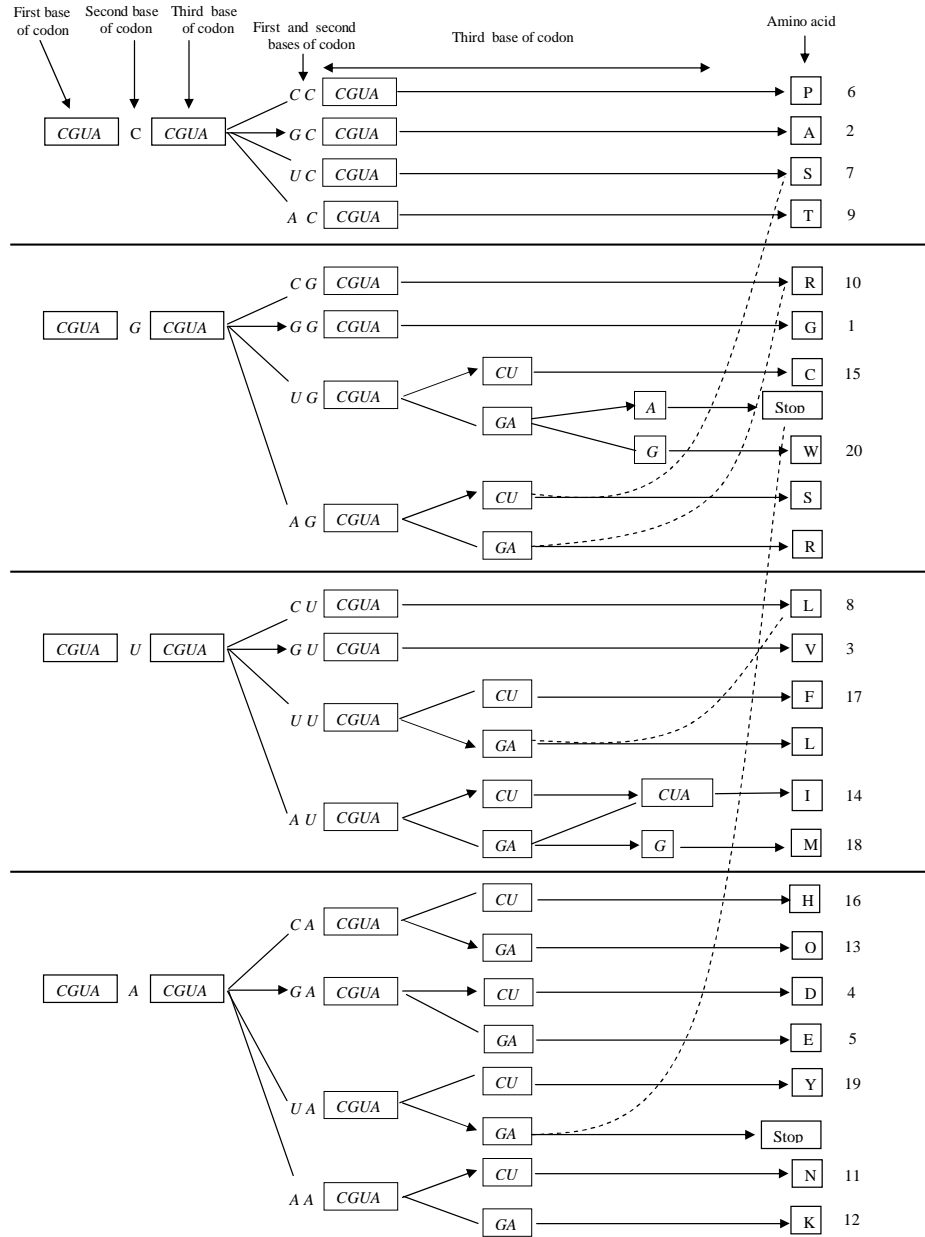 First base of codon
Second base of codon
Third base of codon
First and second bases of codon
Third base of codon
Amino acid
C C CGUA P 6
CGUA C CGUA G C CGUA A 2
U C CGUA S 7
A C CGUA T 9
C G CGUA R 10
CGUA G CGUA G G CGUA G 1
CU C 15
U G CGUA
A Stop
GA
G W 20
CU S
A G CGUA
GA R
C U CGUA L 8
CGUA U CGUA G U CGUA V 3
CU F 17
U U CGUA
GA L
CU CUA I 14
A U CGUA
GA G M 18
CU H 16
C A CGUA
GA O 13
CGUA A CGUA G A CGUA CU D 4
GA E 5
CU Y 19
U A CGUA
GA Stop
CU N 11
A A CGUA
GA K 12